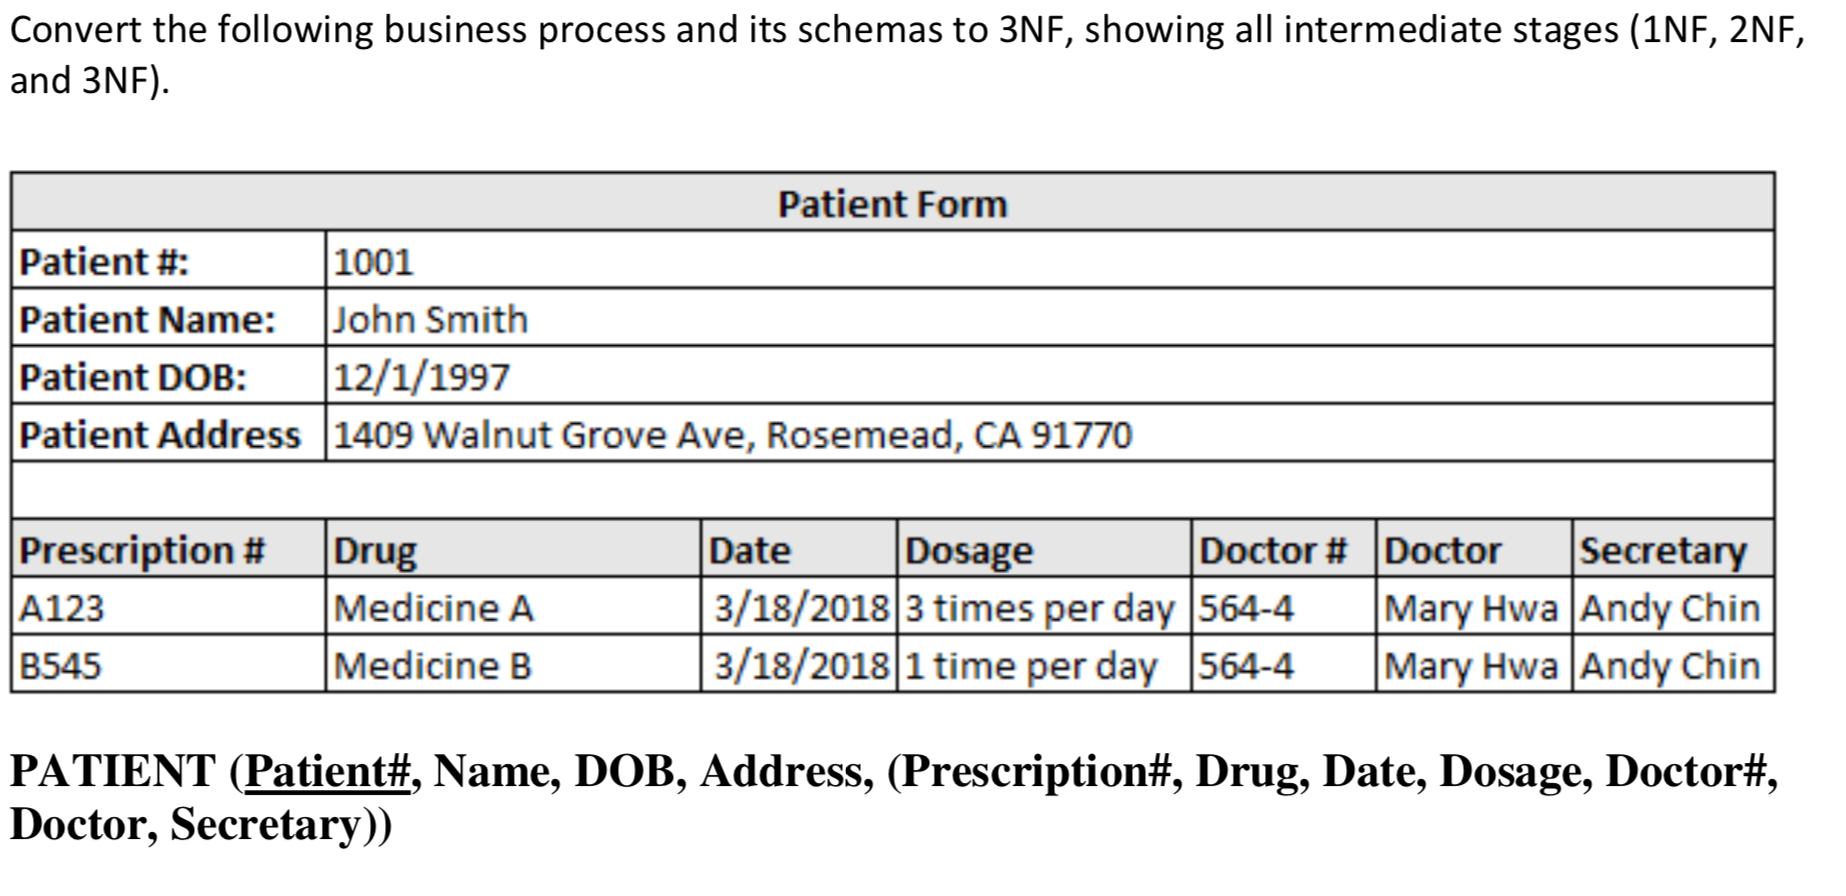 Convert the following business process and its schemas to 3NF, showing all intermediate stages (1NF, 2NF,
and 3NF).
Patient Form
Patient #: 1001
Patient Name: John Smith
Patient DOB: 12/1/1997
Patient Address 1409 Walnut Grove Ave, Rosemead, CA 91770
Prescription # Drug Date Dosage Doctor # Doctor Secretary
A123 Medicine A 3/18/2018 3 times per day 564-4 Mary Hwa Andy Chin
B545 Medicine B 3/18/2018 1 time per day 564-4 Mary Hwa Andy Chin
PATIENT (Patient#, Name, DOB, Address, (Prescription#, Drug, Date, Dosage, Doctor#,
Doctor, Secretary))